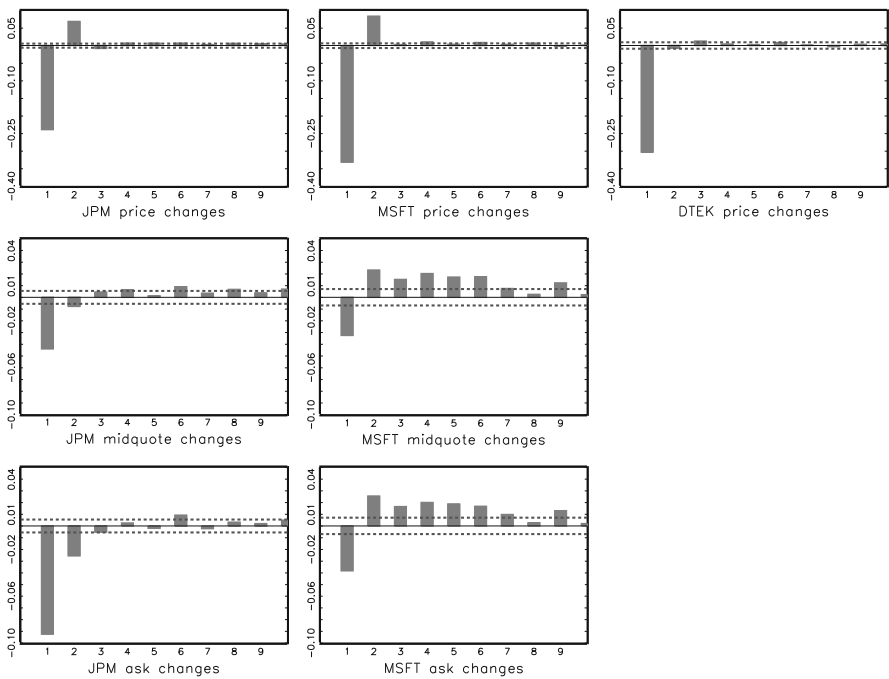 0.05
-0.10
-0.25
-0.40
1 2 3 4 5 6 7 8 9
JPM price changes
0.05
-0.10
-0.25
-0.40
1 2 3 4 5 6 7 8 9
MSFT price changes
0.05
-0.10
-0.25
-0.40
1 2 3 4 5 6 7 8 9
DTEK price changes
0.04
0.01
-0.02
-0.06
-0.10
1 2 3 4 5 6 7 8 9
JPM midquote changes
0.04
0.01
-0.02
-0.06
-0.10
1 2 3 4 5 6 7 8 9
MSFT midquote changes
0.04
0.01
-0.02
-0.06
-0.10
1 2 3 4 5 6 7 8 9
JPM ask changes
0.04
0.01
-0.02
-0.06
-0.10
1 2 3 4 5 6 7 8 9
MSFT ask changes